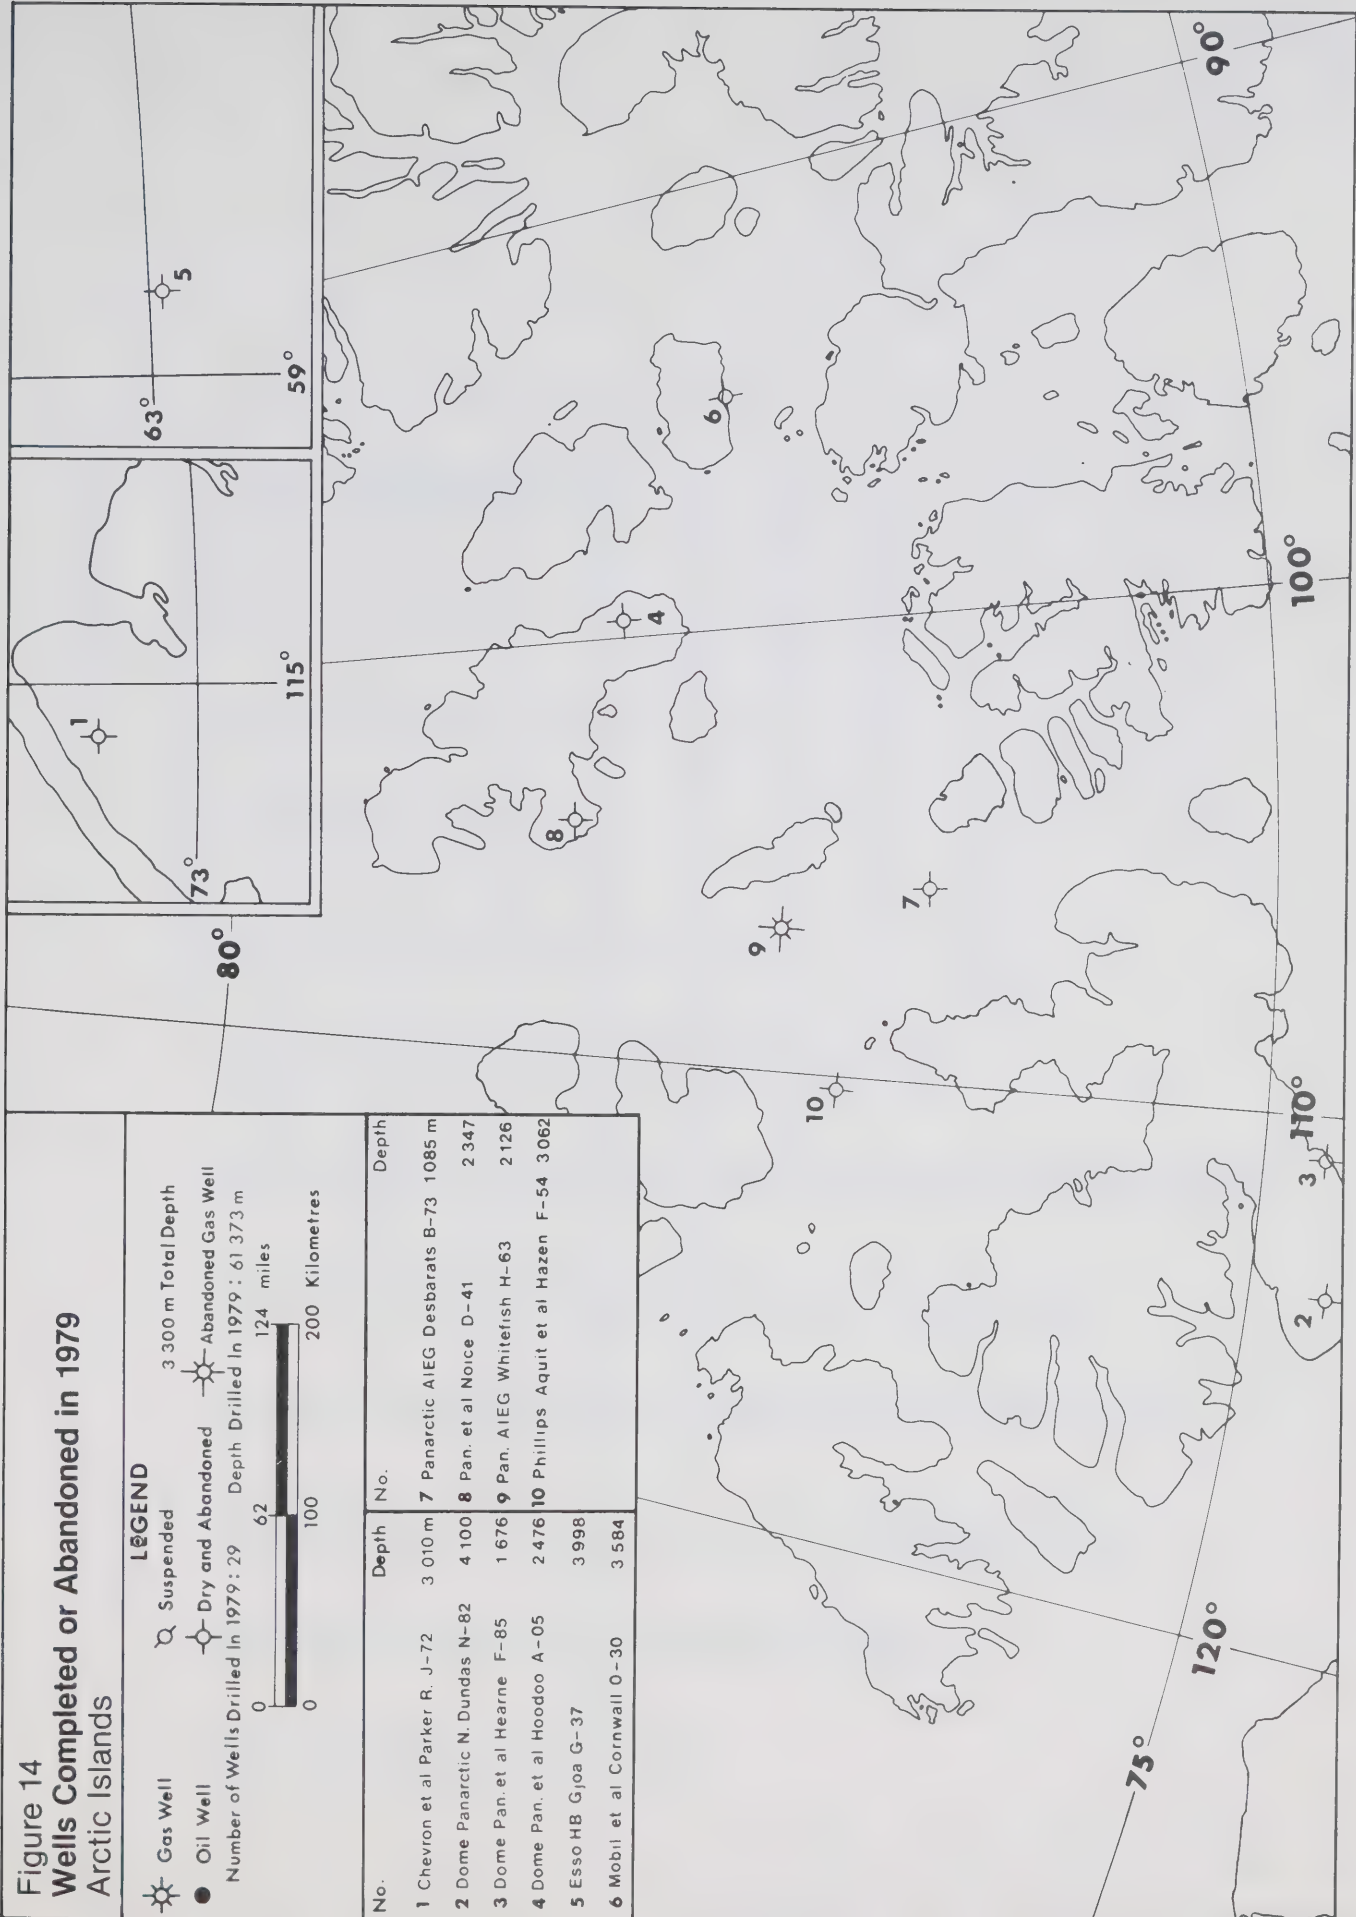 Figure 14
Wells Completed or Abandoned in 1979
Arctic Islands
LEGEND
Gas Well
Suspended
3 300 m Total Depth
Oil Well
Dry and Abandoned
Abandoned Gas Well
Number of Wells Drilled In 1979: 29 Depth Drilled In 1979: 61 373 m
0 62 124 miles
0 100 200 Kilometres
No. Depth
1 Chevron et al Parker R. J-72 3 010 m
2 Dome Panarctic N. Dundas N-82 4 100
3 Dome Pan. et al Hearne F-85 1 676
4 Dome Pan. et al Hoodoo A-05 2 476
5 Esso HB Gjoa G-37 3 998
6 Mobil et al Cornwall O-30 3 584
No. Depth
7 Panarctic AIEG Desbarats B-73 1085 m
8 Pan. et al Noice D-41 2 347
9 Pan. AIEG Whitefish H-63 2 126
10 Phillips Aquit et al Hazen F-54 3 062
80°
1
73°
115°
63°
5
59°
8
4
6
9
7
10
2
3
75°
120°
110°
100°
90°